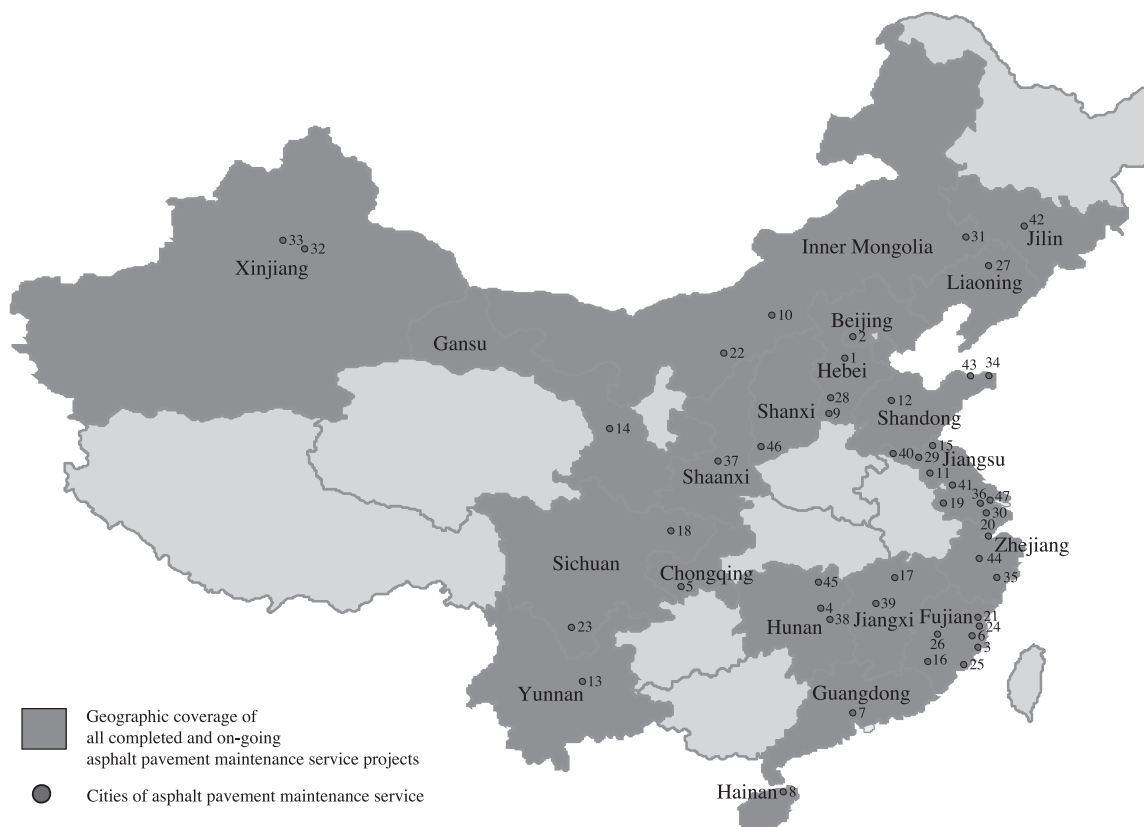 42
31
Jilin
33
Inner Mongolia
32
Xinjiang
27
Liaoning
10
Beijing
2
Gansu
22
1
Hebei
43
34
28
12
Shanxi
9
Shandong
14
15
46
40
29
Jiangsu
37
11
Shaanxi
41
36
47
19
30
20
18
Zhejiang
44
Sichuan
Chongqing
17
35
5
45
39
4
Jiangxi
Fujian
21
38
24
Hunan
6
23
26
3
16
25
13
Yunnan
Guangdong
7
Geographic coverage of
all completed and on-going
asphalt pavement maintenance service projects
Hainan
8
Cities of asphalt pavement maintenance service